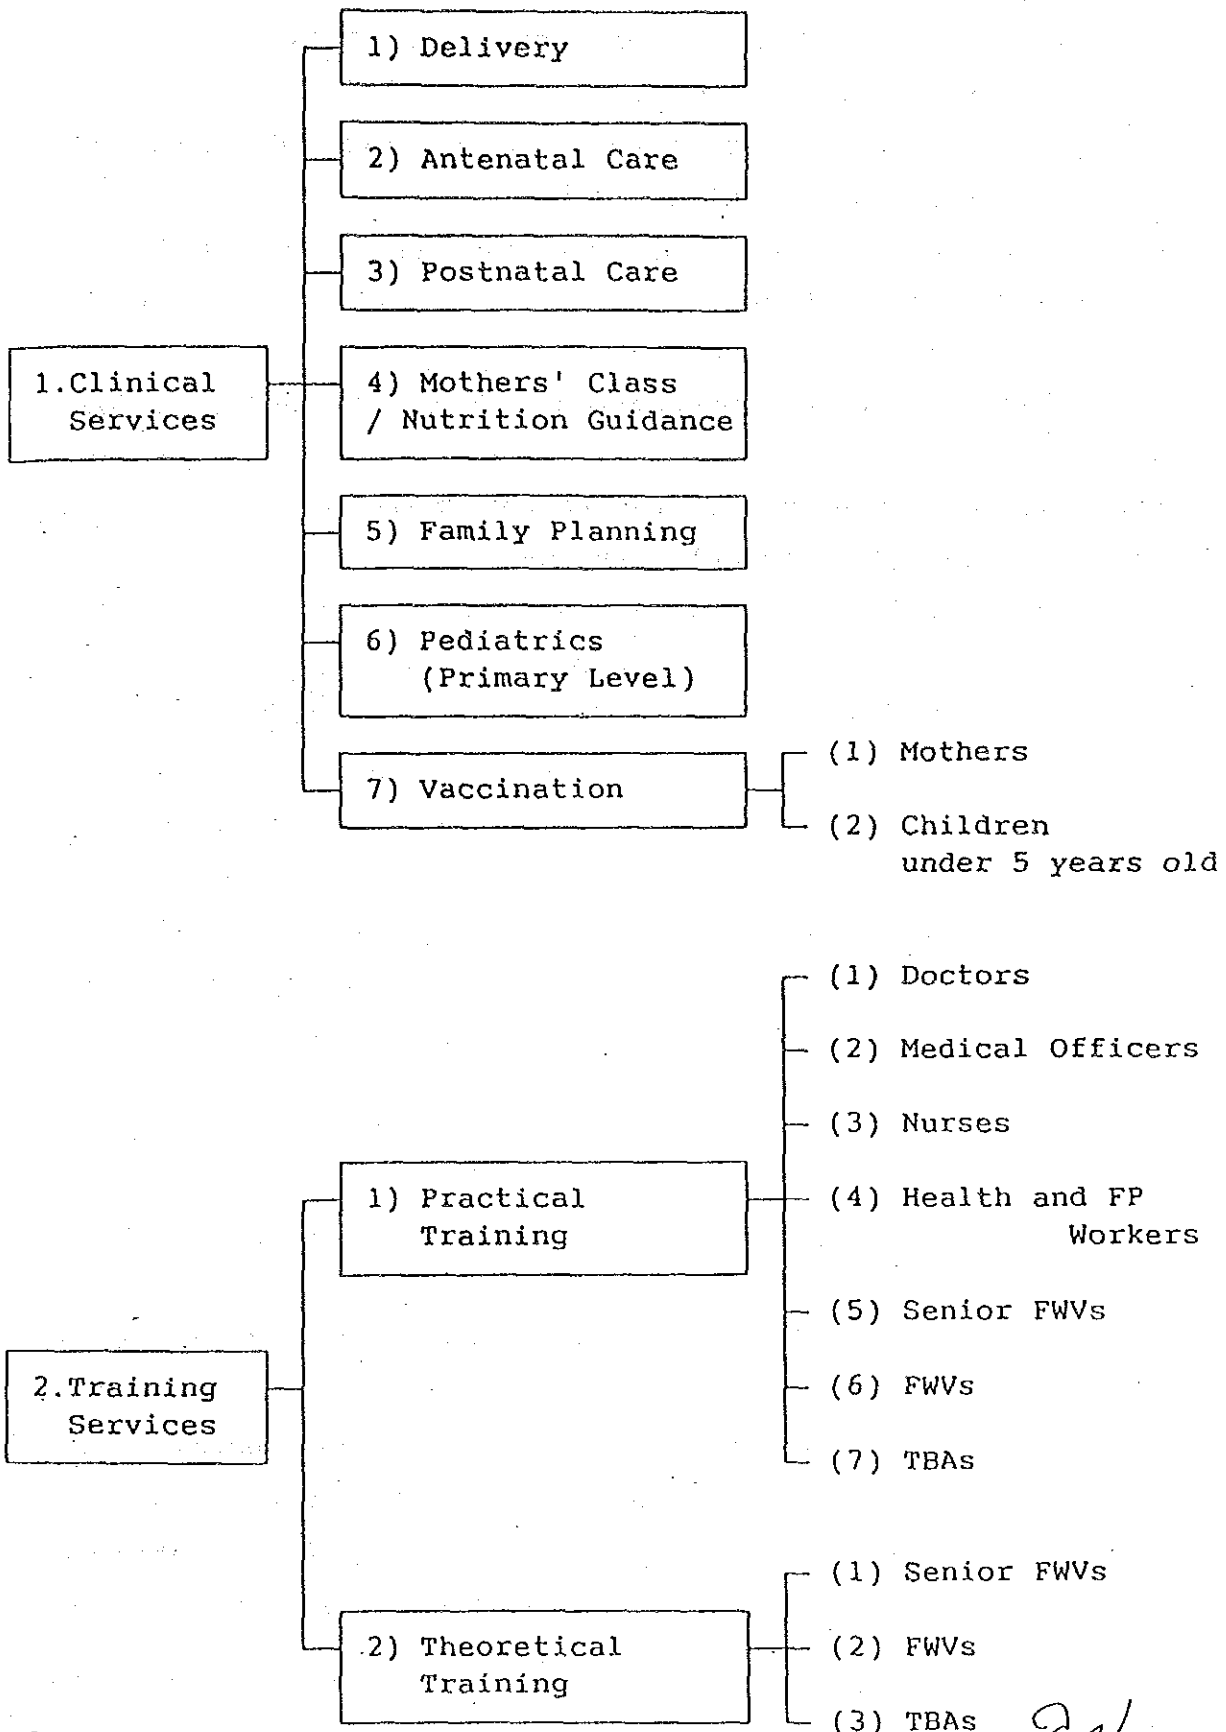 1) Delivery
2) Antenatal Care
3) Postnatal Care
1.Clinical
Services
4) Mothers' Class
/ Nutrition Guidance
5) Family Planning
6) Pediatrics
(Primary Level)
7) Vaccination
(1) Mothers
(2) Children
under 5 years old
2.Training
Services
1) Practical
Training
(1) Doctors
(2) Medical Officers
(3) Nurses
(4) Health and FP
Workers
(5) Senior FWVs
(6) FWVs
(7) TBAs
2) Theoretical
Training
(1) Senior FWVs
(2) FWVs
(3) TBAs